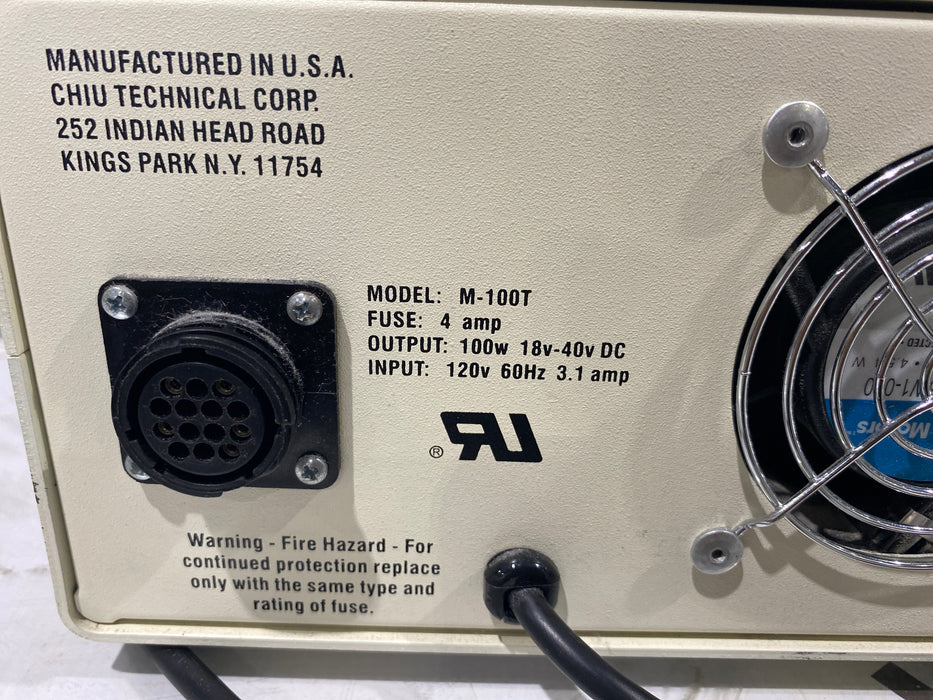 MANUFACTURED IN U.S.A.
CHIU TECHNICAL CORP.
252 INDIAN HEAD ROAD
KINGS PARK N.Y. 11754
MODEL: M-100T
FUSE: 4 amp
OUTPUT: 100w 18v-40v DC
INPUT: 120v 60Hz 3.1 amp
RU
®
Warning - Fire Hazard - For
continued protection replace
only with the same type and
rating of fuse.